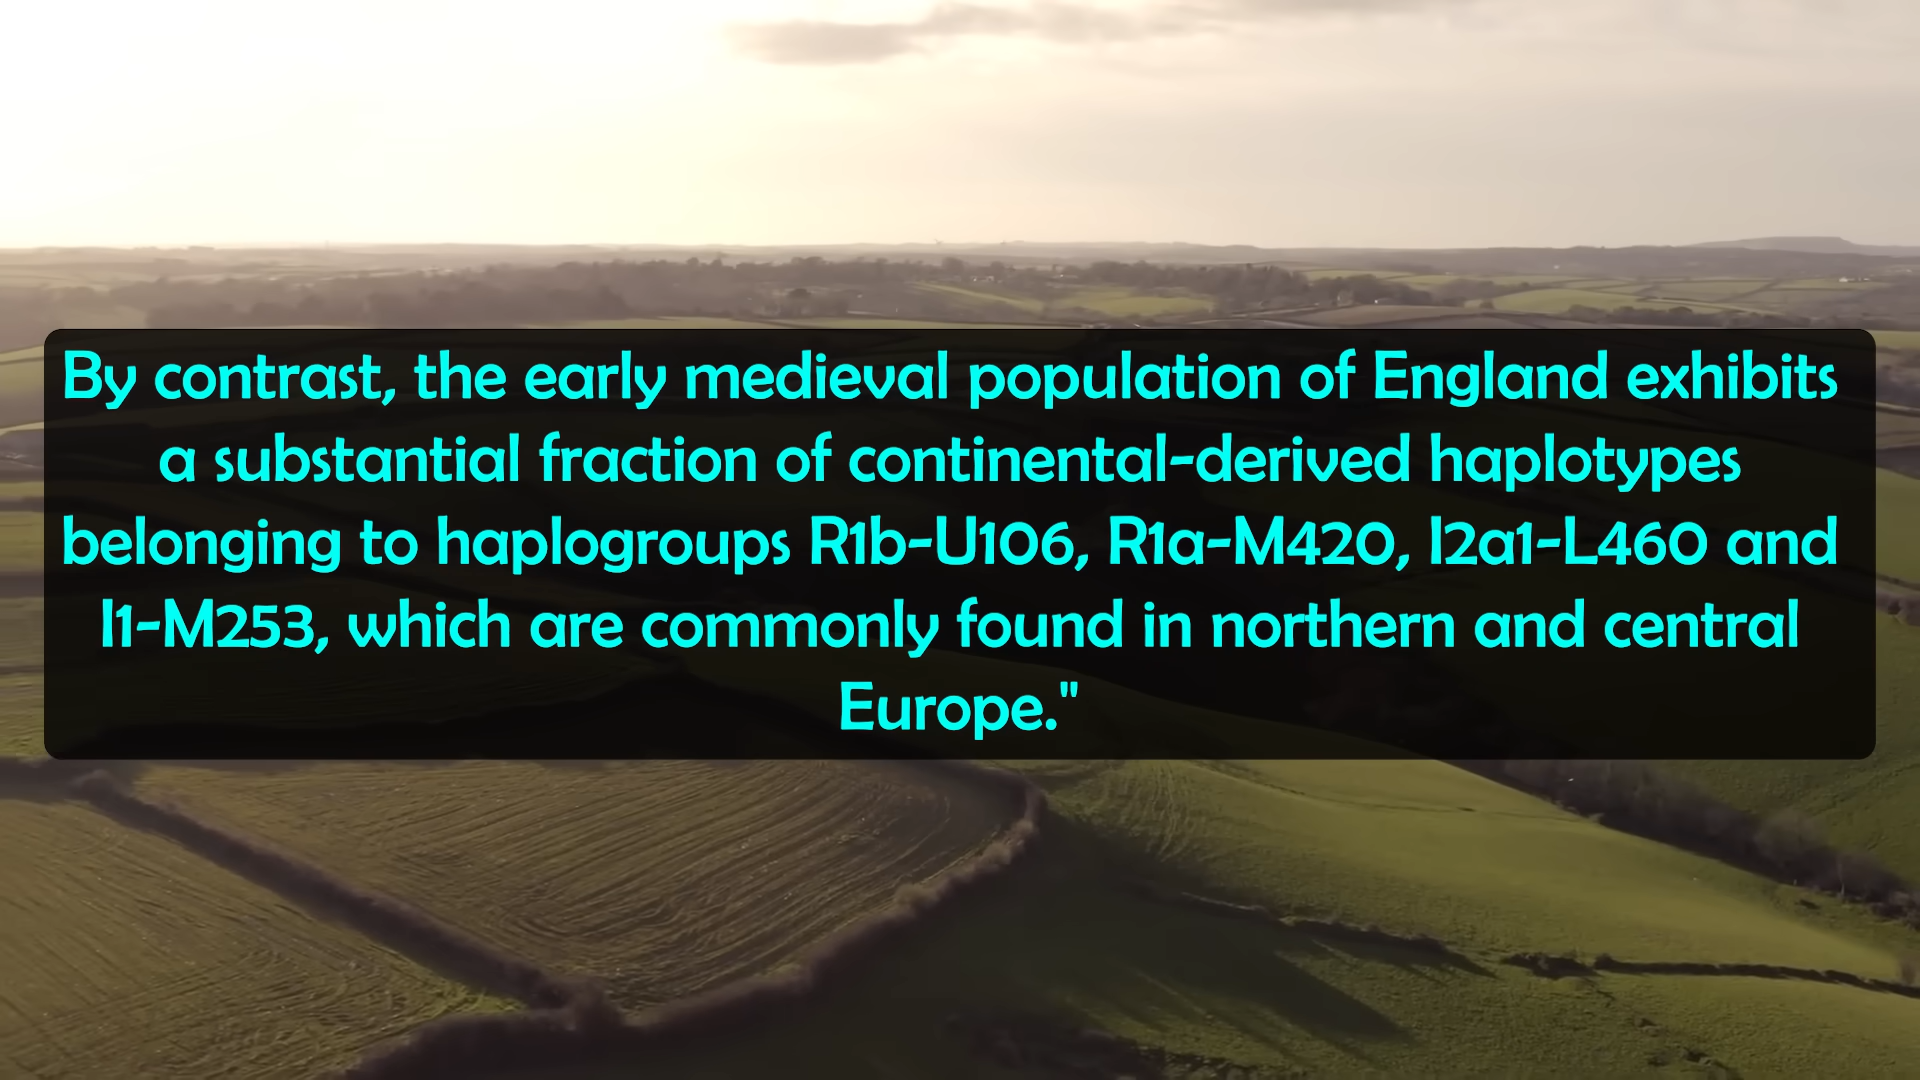 By contrast, the early medieval population of England exhibits
a substantial fraction of continental-derived haplotypes
belonging to haplogroups R1b-U106, R1a-M420, I2a1-L460 and
I1-M253, which are commonly found in northern and central
Europe."